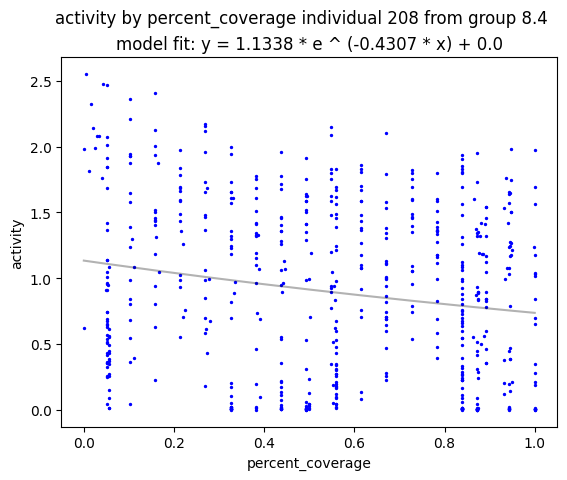 activity by percent_coverage individual 208 from group 8.4
model fit: y = 1.1338 * e ^ (-0.4307 * x) + 0.0
2.5
2.0
1.5
1.0
0.5
0.0
activity
0.0 0.2 0.4 0.6 0.8 1.0
percent_coverage